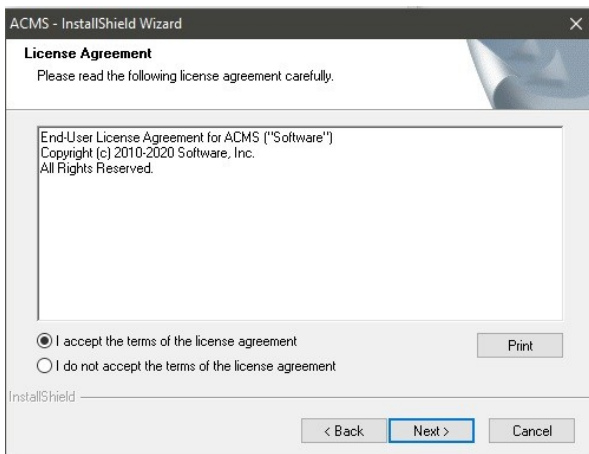 ACMS - InstallShield Wizard
License Agreement
Please read the following license agreement carefully.
End-User License Agreement for ACMS ("Software")
Copyright (c) 2010-2020 Software, Inc.
All Rights Reserved.
I accept the terms of the license agreement
Print
I do not accept the terms of the license agreement
InstallShield
< Back Next > Cancel